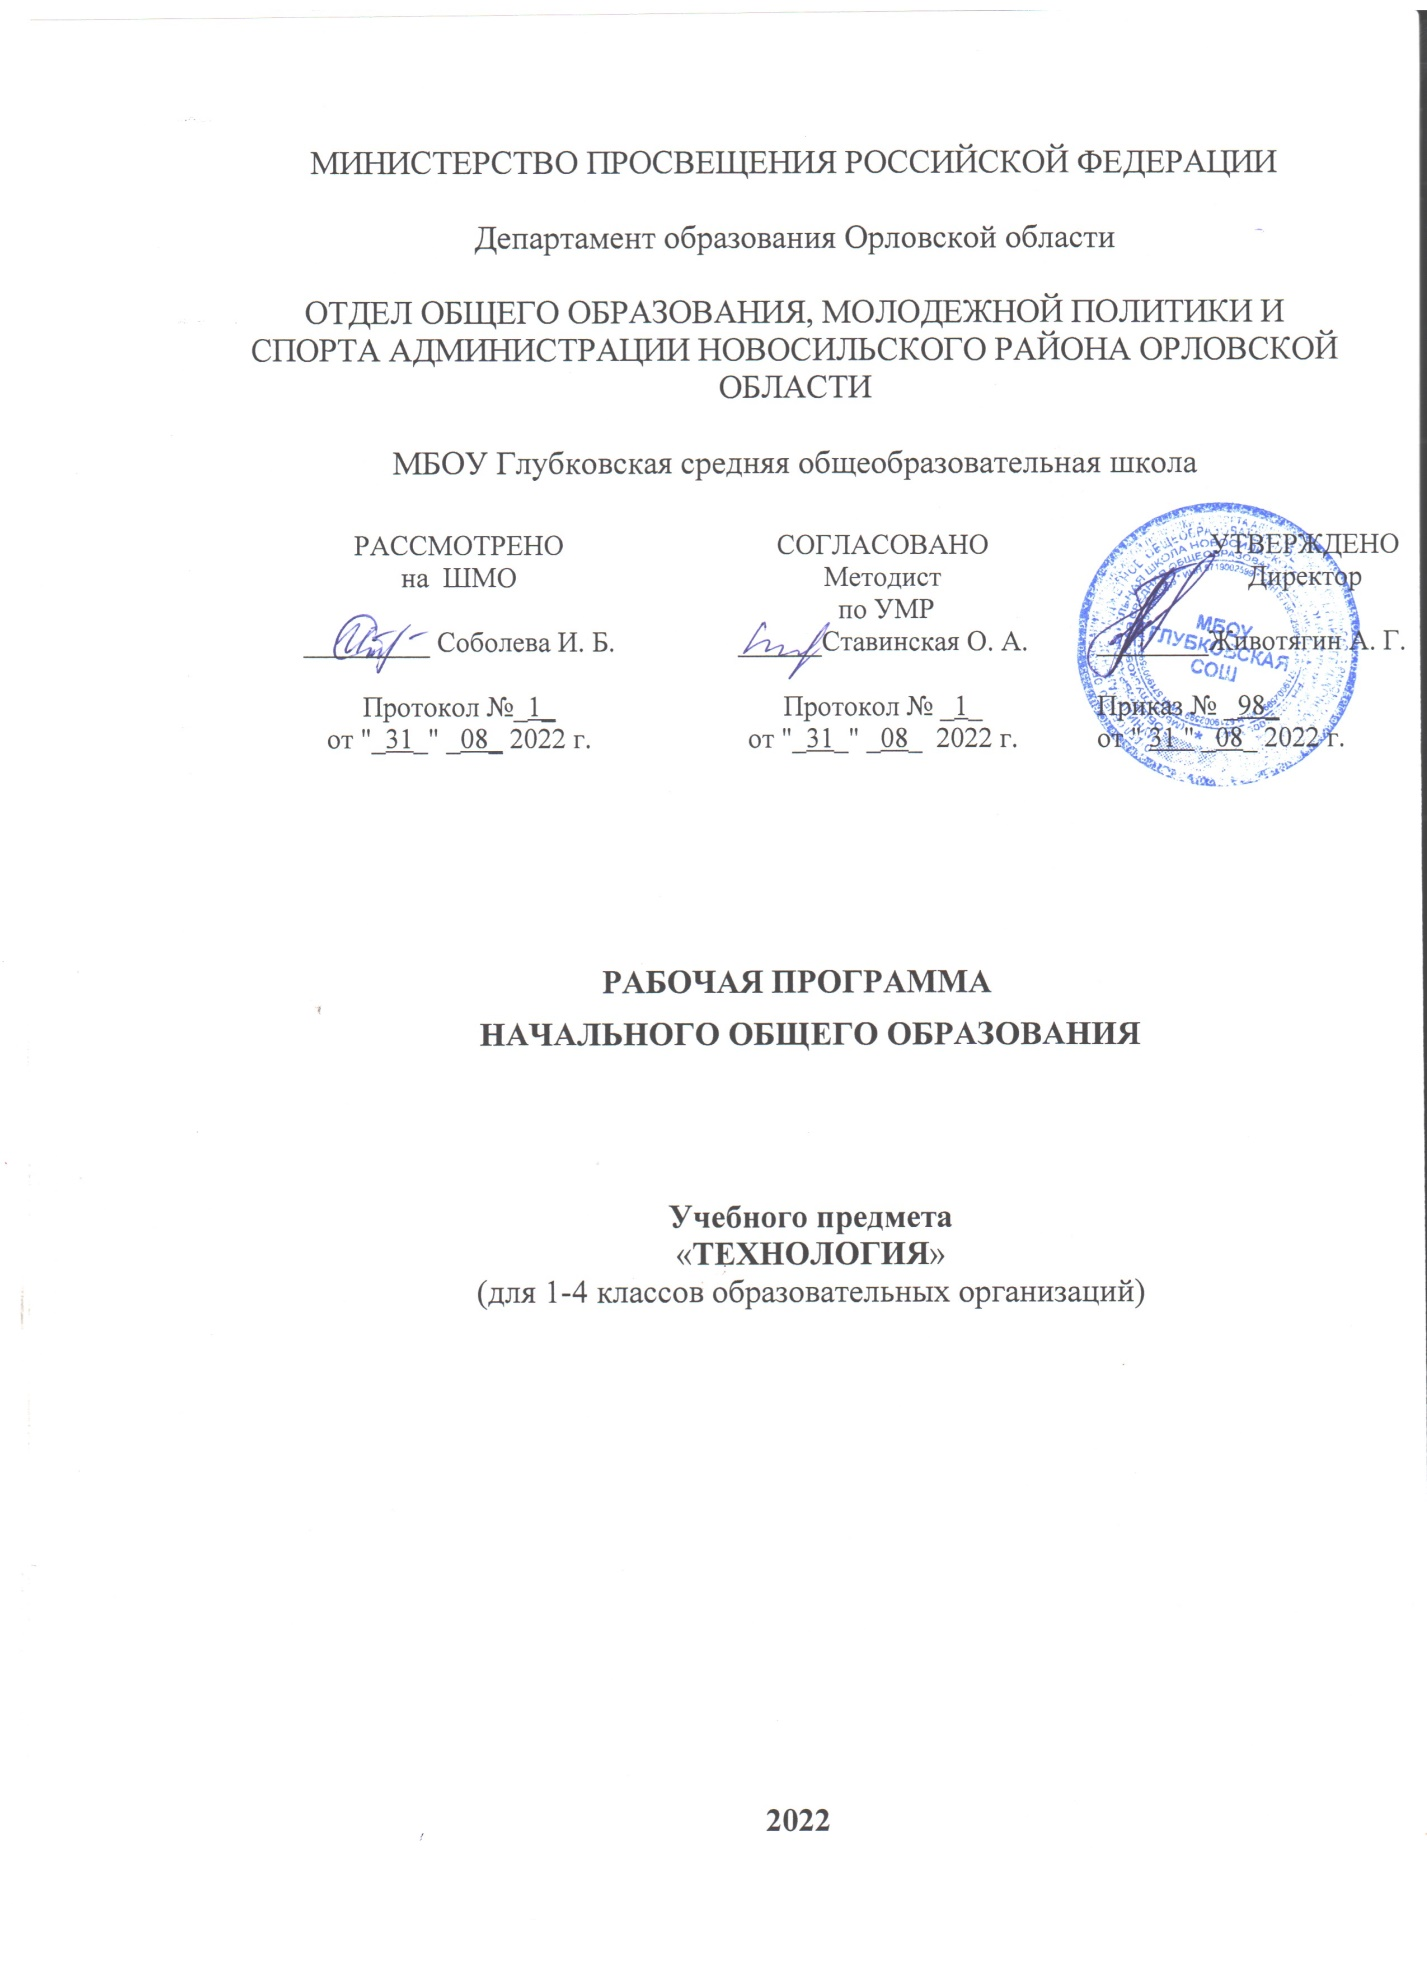 МИНИСТЕРСТВО ПРОСВЕЩЕНИЯ РОССИЙСКОЙ ФЕДЕРАЦИИ
Департамент образования Орловской области
ОТДЕЛ ОБЩЕГО ОБРАЗОВАНИЯ, МОЛОДЕЖНОЙ ПОЛИТИКИ И
СПОРТА АДМИНИСТРАЦИИ НОВОСИЛЬСКОГО РАЙОНА ОРЛОВСКОЙ
ОБЛАСТИ
МБОУ Глубковская средняя общеобразовательная школа
РАССМОТРЕНО
на ШМО
_________ Соболева И. Б.
Протокол №_1_
от "_31_" _08_ 2022 г.
СОГЛАСОВАНО
Методист
по УМР
______Ставинская О. А.
Протокол № _1_
от "_31_" _08_ 2022 г.
УТВЕРЖДЕНО
Директор
________Животягин А. Г.
Приказ № _98_
от "_31_" _08_ 2022 г.
МБОУ
ГЛУБКОВСКАЯ
СОШ
РАБОЧАЯ ПРОГРАММА
НАЧАЛЬНОГО ОБЩЕГО ОБРАЗОВАНИЯ
Учебного предмета
«ТЕХНОЛОГИЯ»
(для 1-4 классов образовательных организаций)
2022